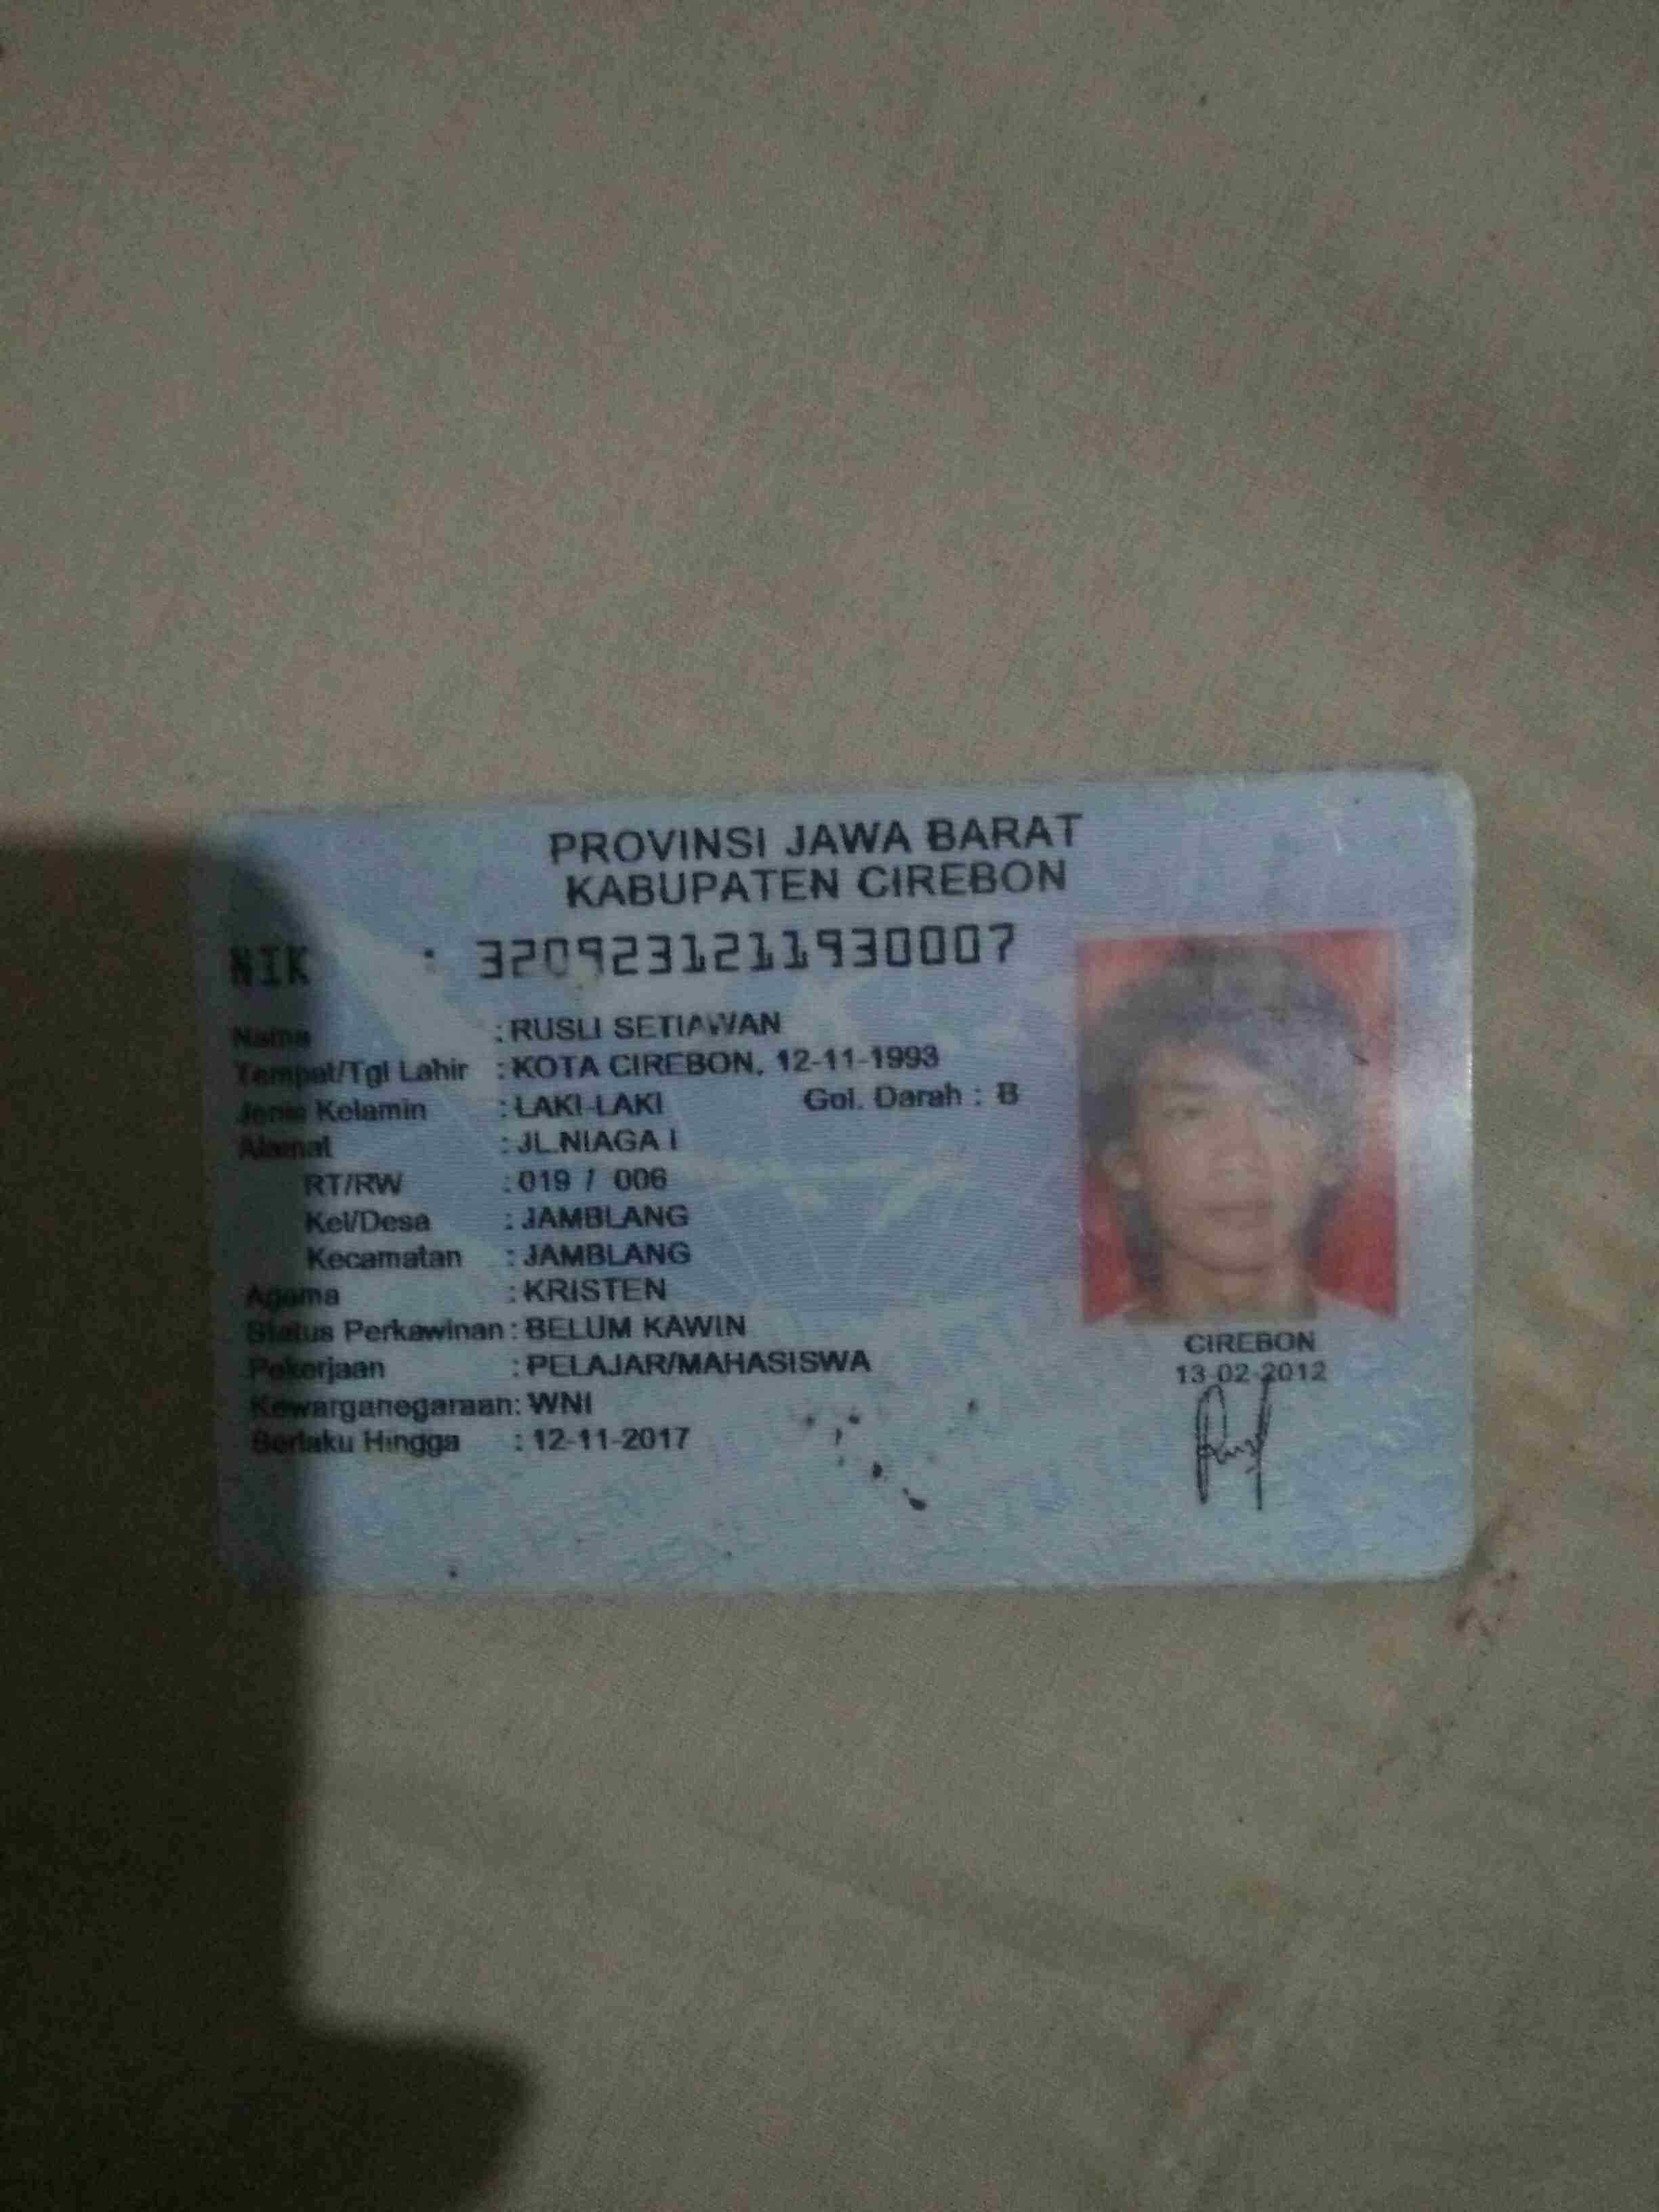 PROVINSI JAWA BARAT
KABUPATEN CIREBON
NIK : 3209231211930007
Nama : RUSLI SETIAWAN
Tempat/Tgl Lahir : KOTA CIREBON, 12-11-1993
Jenis Kelamin : LAKI-LAKI Gol. Darah : B
Alamat : JL.NIAGA I
RT/RW : 019 / 006
Kel/Desa : JAMBLANG
Kecamatan : JAMBLANG
Agama : KRISTEN
Status Perkawinan : BELUM KAWIN
Pekerjaan : PELAJAR/MAHASISWA
Kewarganegaraan : WNI
Berlaku Hingga : 12-11-2017
CIREBON
13-02-2012